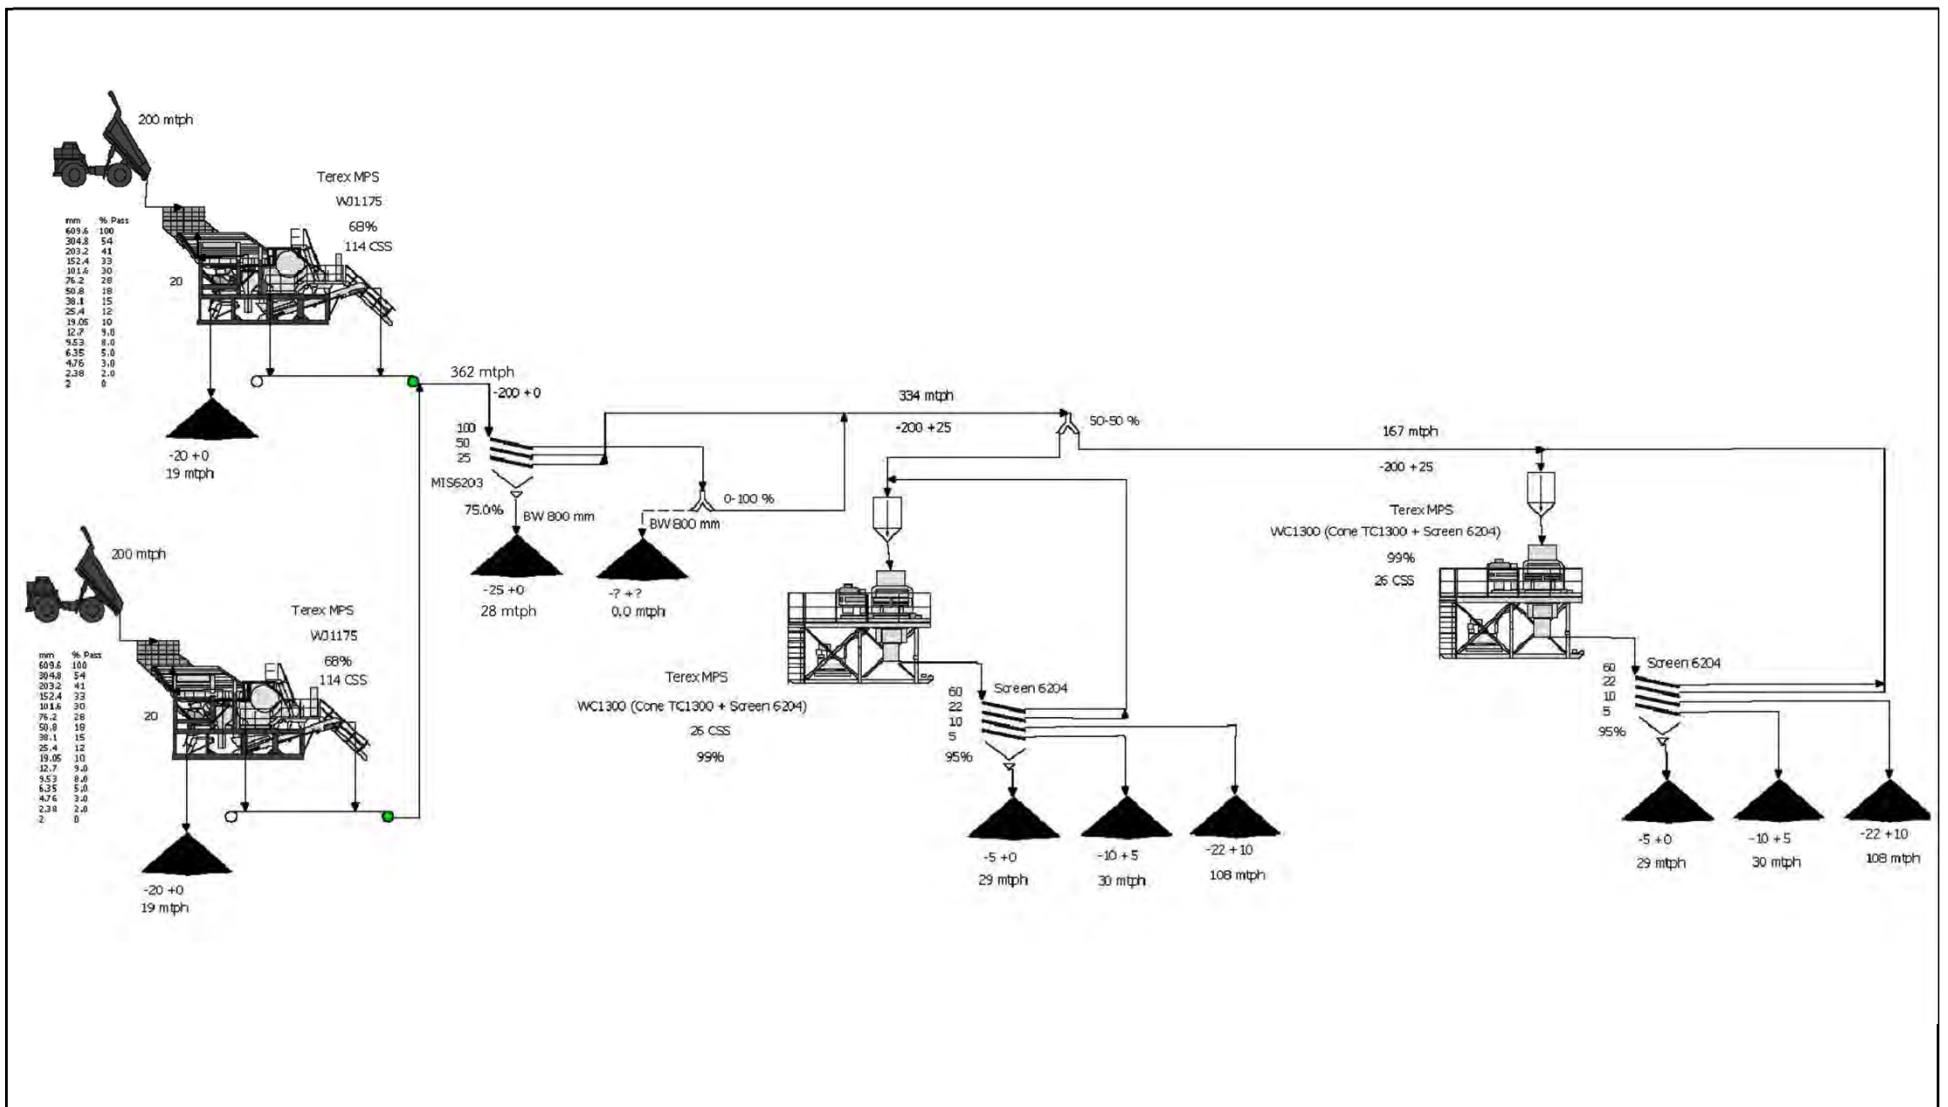 200 mtph
Terex MPS
WJ1175
68%
114 CSS
mm % Pass
609.6 100
304.8 54
203.2 41
152.4 33
101.6 30
76.2 28
50.8 18
38.1 15
25.4 12
19.05 10
12.7 9.0
9.53 8.0
6.35 5.0
4.76 3.0
2.38 2.0
2 0
20
-20 +0
19 mtph
362 mtph
-200 +0
100
50
25
MIS6203
75.0%
BW 800 mm
-25 +0
28 mtph
0-100 %
BW 800 mm
-? +?
0.0 mtph
334 mtph
-200 +25
50-50 %
167 mtph
-200 +25
Terex MPS
WC1300 (Cone TC1300 + Screen 6204)
99%
26 CSS
60
22
10
5
Screen 6204
95%
-5 +0
29 mtph
-10 +5
30 mtph
-22 +10
108 mtph
200 mtph
Terex MPS
WJ1175
68%
114 CSS
mm % Pass
609.6 100
304.8 54
203.2 41
152.4 33
101.6 30
76.2 28
50.8 18
38.1 15
25.4 12
19.05 10
12.7 9.0
9.53 8.0
6.35 5.0
4.76 3.0
2.38 2.0
2 0
20
-20 +0
19 mtph
Terex MPS
WC1300 (Cone TC1300 + Screen 6204)
26 CSS
99%
60
22
10
5
Screen 6204
95%
-5 +0
29 mtph
-10 +5
30 mtph
-22 +10
108 mtph